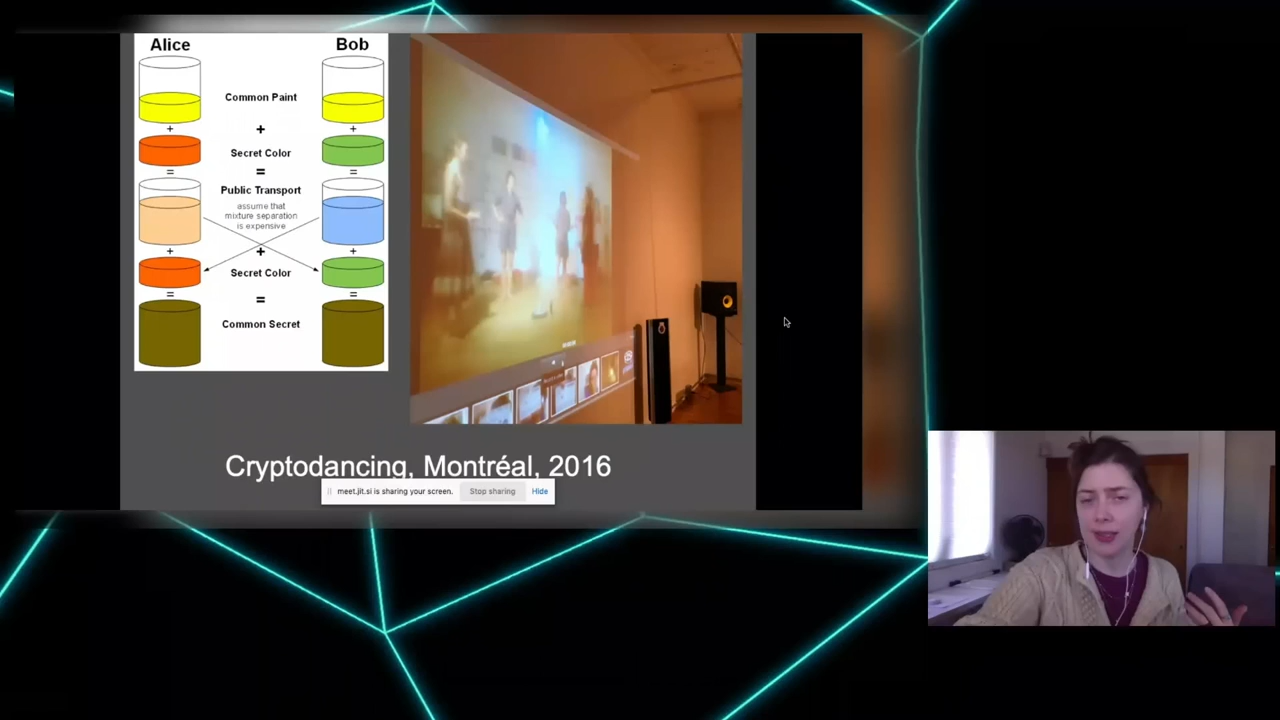 Alice Bob
Common Paint
+ + +
Secret Color
= = =
Public Transport
assume that
mixture separation
is expensive
+ + +
Secret Color
= = =
Common Secret
Cryptodancing, Montréal, 2016
meet.jit.si is sharing your screen. Stop sharing Hide